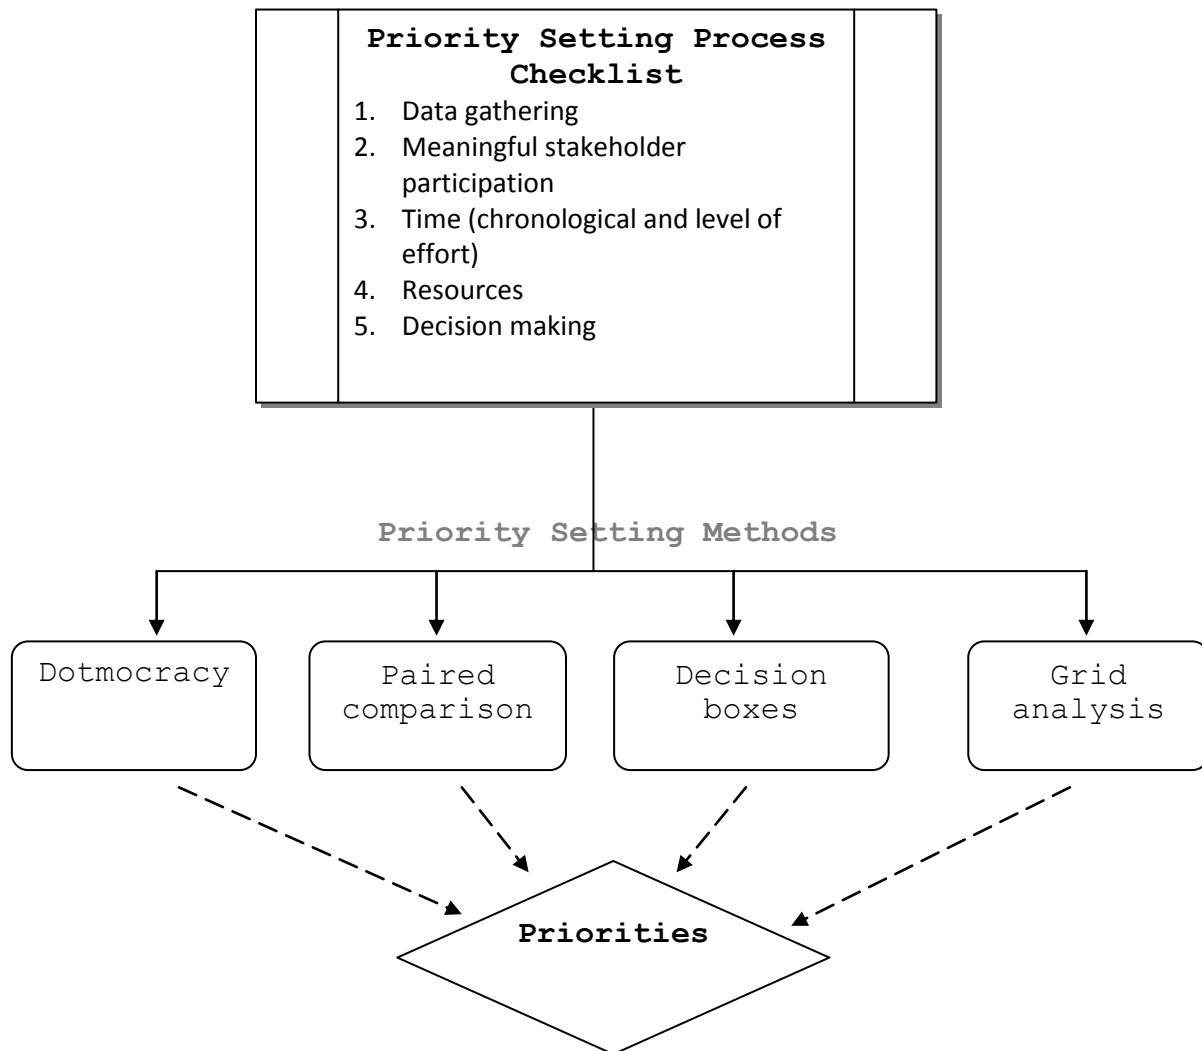 Priority Setting Process
Checklist
1. Data gathering
2. Meaningful stakeholder
participation
3. Time (chronological and level of
effort)
4. Resources
5. Decision making
Priority Setting Methods
Dotmocracy
Paired
comparison
Decision
boxes
Grid
analysis
Priorities